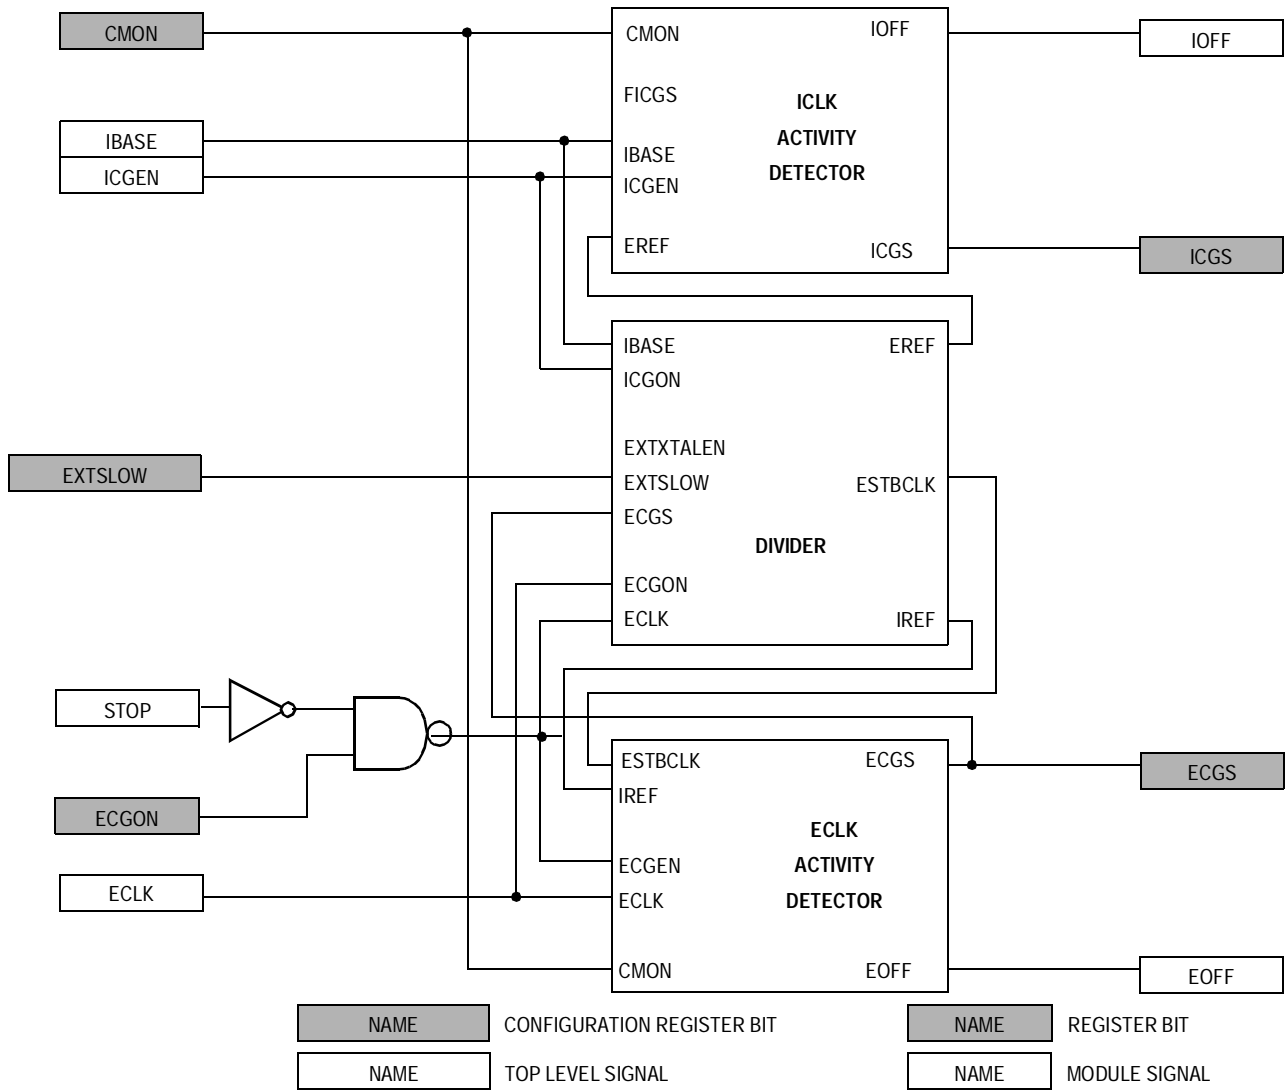 CMON
CMON
IOFF
IOFF
FICGS
ICLK
ACTIVITY
DETECTOR
IBASE
IBASE
ICGEN
ICGEN
EREF
ICGS
ICGS
IBASE
EREF
ICGON
EXTXTALEN
EXTSLOW
EXTSLOW
ESTBCLK
ECGS
DIVIDER
ECGON
ECLK
IREF
STOP
ESTBCLK
ECGS
ECGS
IREF
ECGON
ECLK
ACTIVITY
DETECTOR
ECGEN
ECLK
ECLK
CMON
EOFF
EOFF
NAME CONFIGURATION REGISTER BIT
NAME REGISTER BIT
NAME TOP LEVEL SIGNAL
NAME MODULE SIGNAL